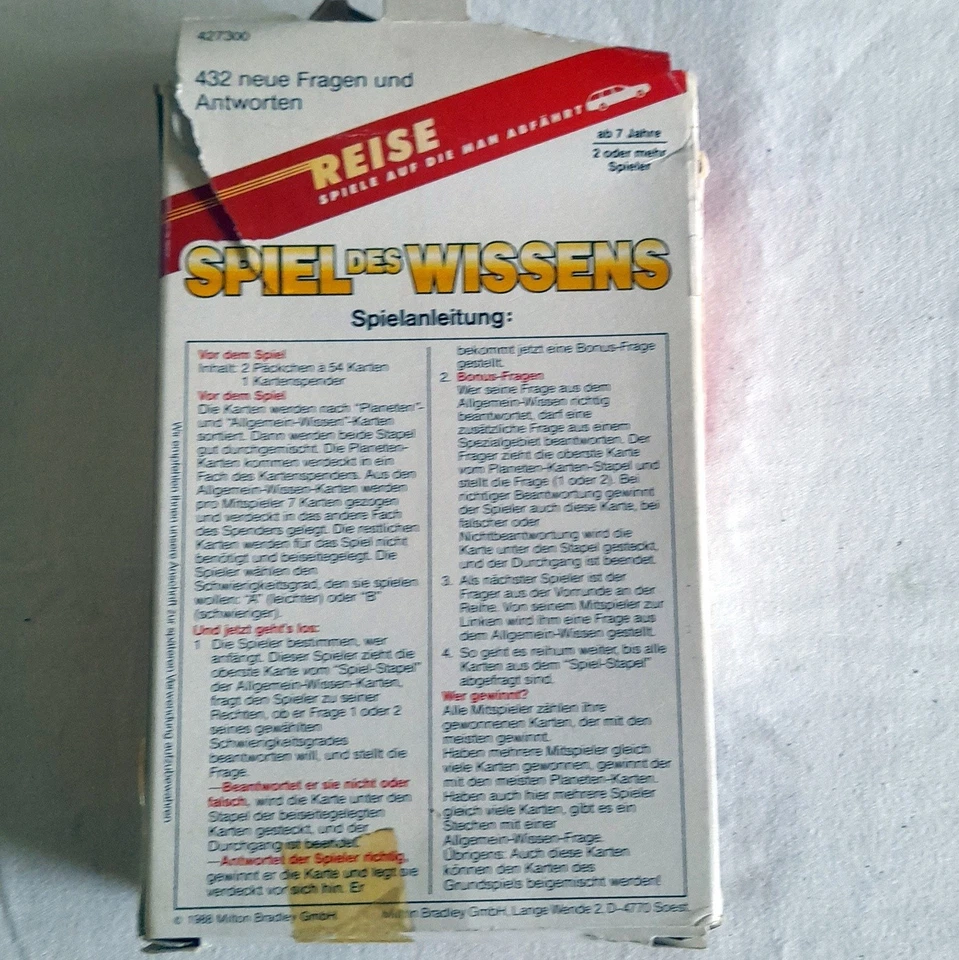 427300
432 neue Fragen und
Antworten
REISE
SPIELE AUF DIE MAN ABFÄHRT
ab 7 Jahre
2 oder mehr
Spieler
SPIEL DES WISSENS
Spielanleitung:
Vor dem Spiel
Inhalt: 2 Päckchen à 54 Karten
1 Kartenspender
Vor dem Spiel
Die Karten werden nach "Planeten"-
und "Allgemein-Wissen"-Karten
sortiert. Dann werden beide Stapel
gut durchgemischt. Die Planeten-
Karten kommen verdeckt in ein
Fach des Kartenspenders. Aus den
Allgemein-Wissen-Karten werden
pro Mitspieler 7 Karten gezogen
und verdeckt in das andere Fach
des Spenders gelegt. Die restlichen
Karten werden für das Spiel nicht
benötigt und beiseitegelegt. Die
Spieler wählen den
Schwierigkeitsgrad, den sie spielen
wollen: "A" (leichter) oder "B"
(schwieriger).
Und jetzt geht's los:
1 Die Spieler bestimmen, wer
anfängt. Dieser Spieler zieht die
oberste Karte vom "Spiel-Stapel"
der Allgemein-Wissen-Karten,
fragt den Spieler zu seiner
Rechten, ob er Frage 1 oder 2
seines gewählten
Schwierigkeitsgrades
beantworten will, und stellt die
Frage.
—Beantwortet er sie nicht oder
falsch, wird die Karte unter den
Stapel der beiseitegelegten
Karten gesteckt, und der
Durchgang ist beendet.
—Antwortet der Spieler richtig,
gewinnt er die Karte und legt sie
verdeckt vor sich hin. Er
bekommt jetzt eine Bonus-Frage
gestellt.
2. Bonus-Fragen
Wer seine Frage aus dem
Allgemein-Wissen richtig
beantwortet, darf eine
zusätzliche Frage aus einem
Spezialgebiet beantworten. Der
Frager zieht die oberste Karte
vom Planeten-Karten-Stapel und
stellt die Frage (1 oder 2). Bei
richtiger Beantwortung gewinnt
der Spieler auch diese Karte, bei
falscher oder
Nichtbeantwortung wird die
Karte unter den Stapel gesteckt,
und der Durchgang ist beendet.
3. Als nächster Spieler ist der
Frager aus der Vorrunde an der
Reihe. Von seinem Mitspieler zur
Linken wird ihm eine Frage aus
dem Allgemein-Wissen gestellt.
4. So geht es reihum weiter, bis alle
Karten aus dem "Spiel-Stapel"
abgefragt sind.
Wer gewinnt?
Alle Mitspieler zählen ihre
gewonnenen Karten, der mit den
meisten gewinnt.
Haben mehrere Mitspieler gleich
viele Karten gewonnen, gewinnt der
mit den meisten Planeten-Karten.
Haben auch hier mehrere Spieler
gleich viele Karten, gibt es ein
Stechen mit einer
Allgemein-Wissen-Frage.
Übrigens: Auch diese Karten
können den Karten des
Grundspiels beigemischt werden!
Wir empfehlen Ihnen unsere Anschrift zur späteren Verwendung aufzubewahren
© 1988 Milton Bradley GmbH
Milton Bradley GmbH, Lange Wende 2, D-4770 Soest